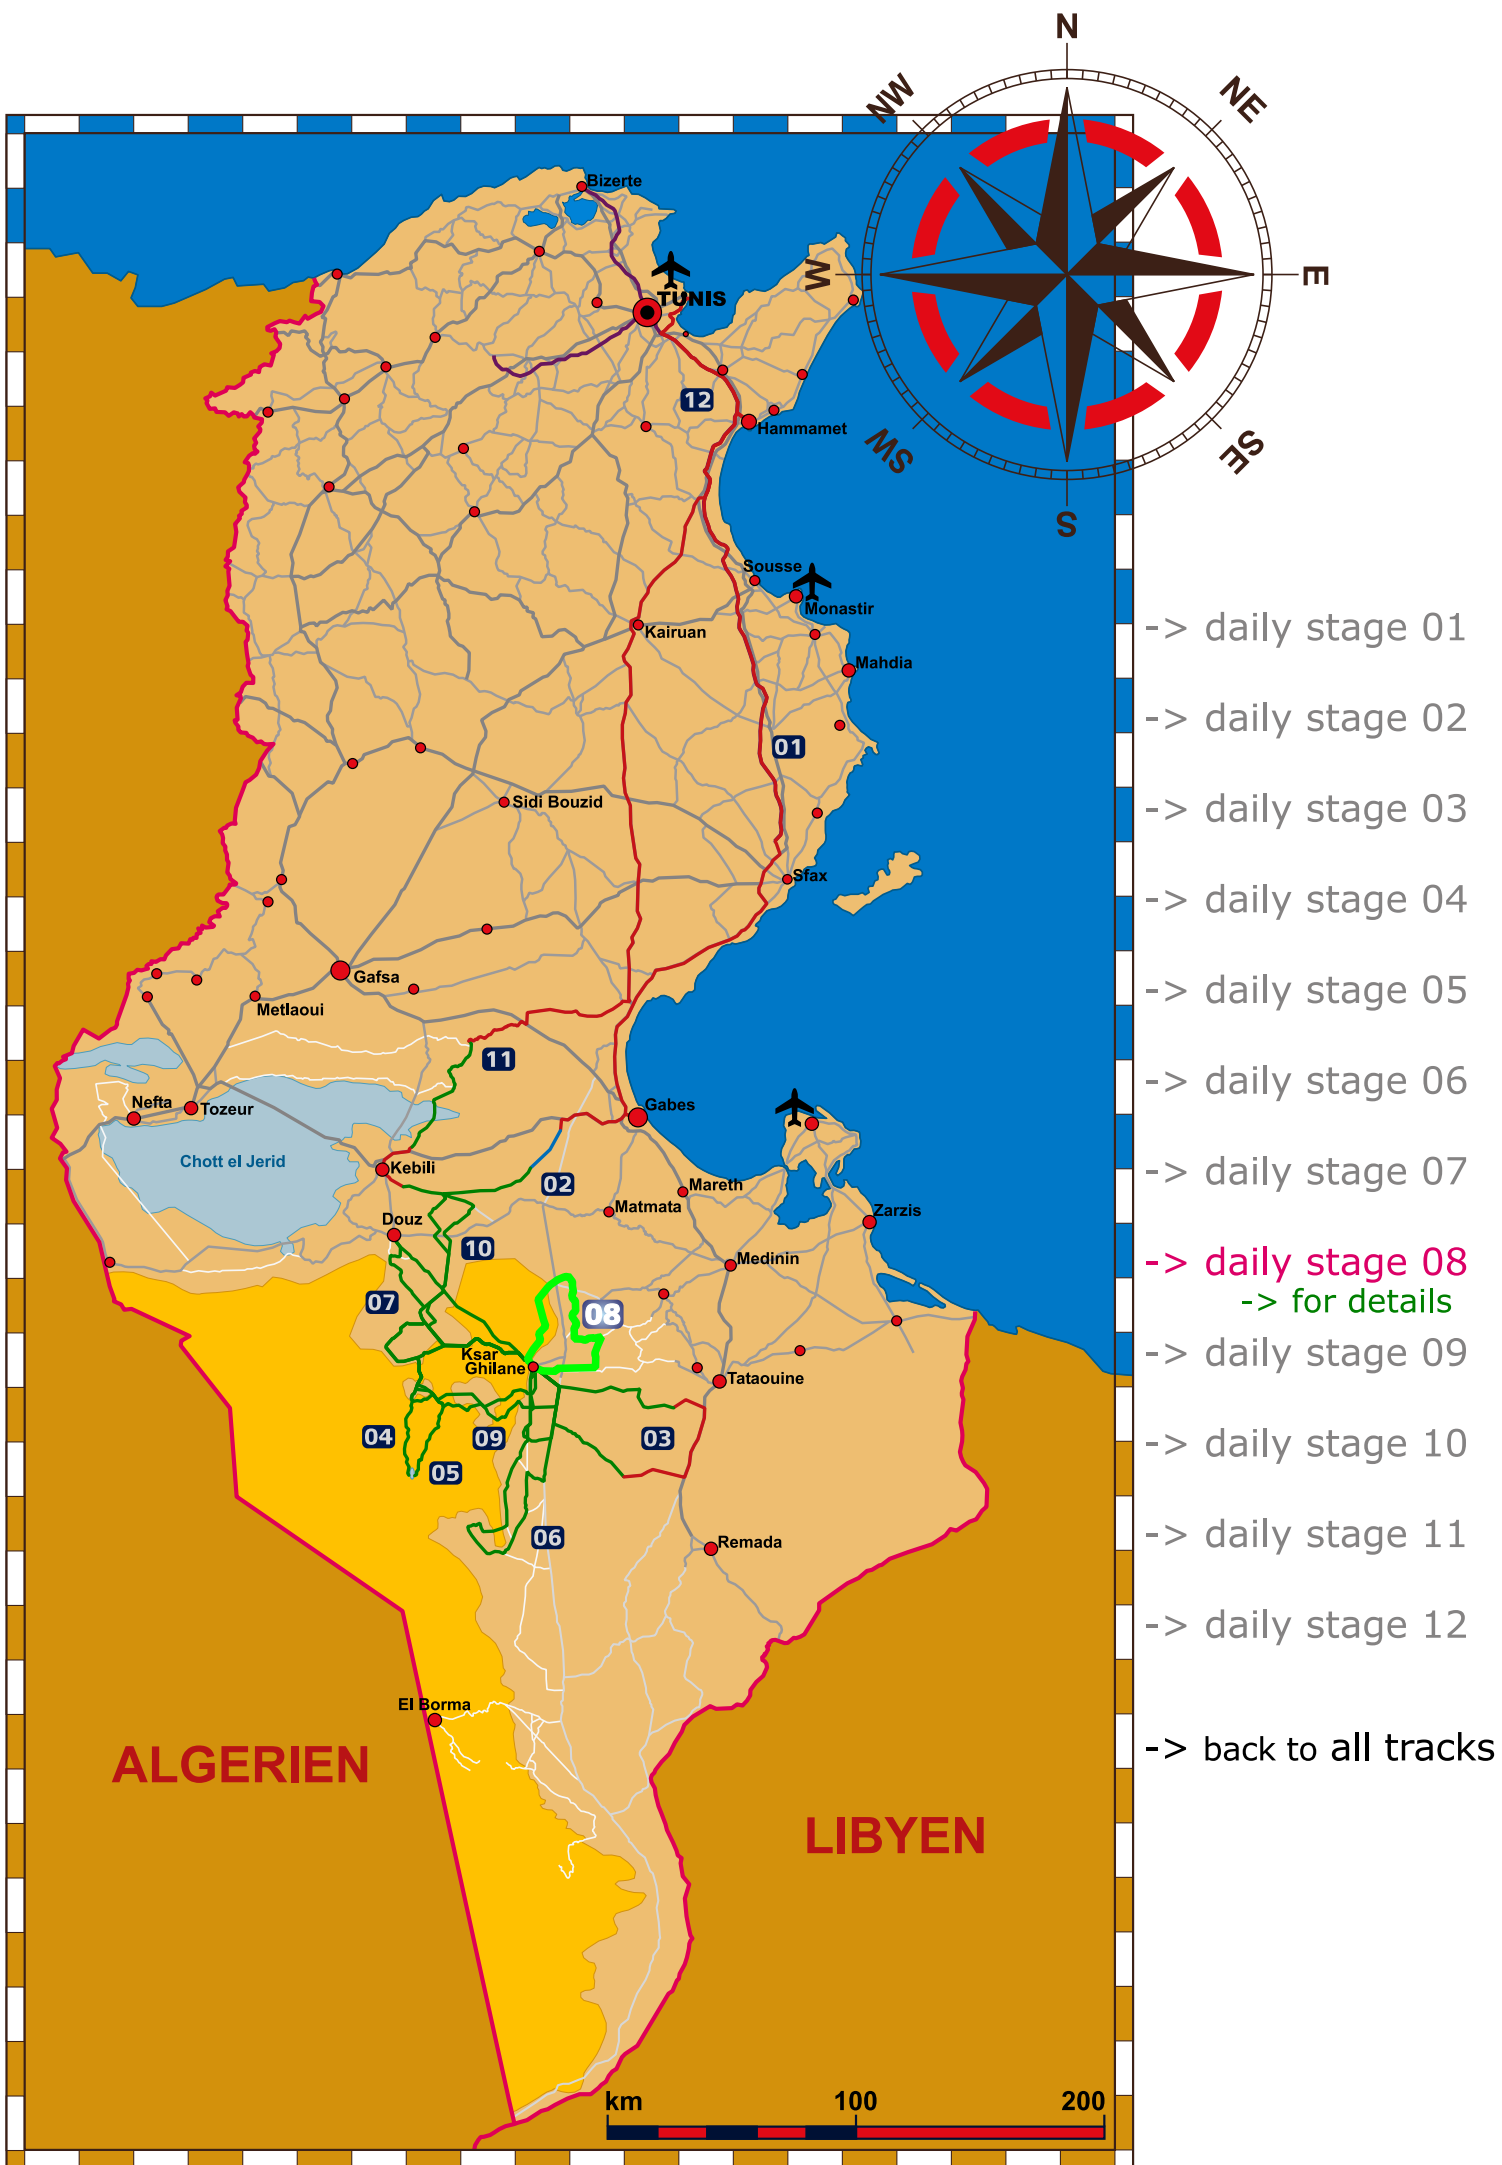 N
NW
NE
W
E
SW
SE
S
Bizerte
TUNIS
12
Hammamet
Sousse
Monastir
Kairuan
Mahdia
01
Sidi Bouzid
Sfax
Gafsa
Metlaoui
11
Nefta
Tozeur
Gabes
Chott el Jerid
Kebili
02
Mareth
Matmata
Zarzis
Douz
10
Medinin
07
08
Ksar
Ghilane
Tataouine
04
09
03
05
06
Remada
El Borma
ALGERIEN
LIBYEN
km 100 200
-> daily stage 01
-> daily stage 02
-> daily stage 03
-> daily stage 04
-> daily stage 05
-> daily stage 06
-> daily stage 07
-> daily stage 08
-> for details
-> daily stage 09
-> daily stage 10
-> daily stage 11
-> daily stage 12
-> back to all tracks